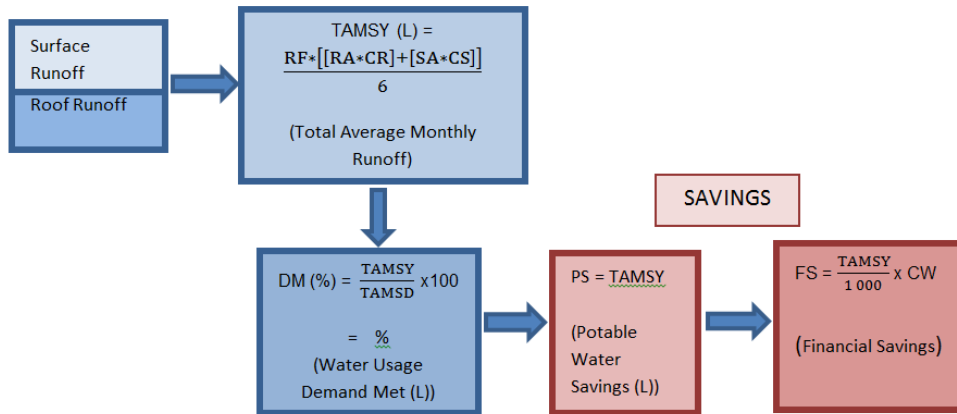 Surface
Runoff
Roof Runoff
TAMSY (L) =
RF*[[RA*CR]+[SA*CS]]
6
(Total Average Monthly
Runoff)
SAVINGS
DM (%) = TAMSY/TAMSD x100
= %
(Water Usage
Demand Met (L))
PS = TAMSY
(Potable
Water
Savings (L))
FS = TAMSY/1 000 x CW
(Financial Savings)